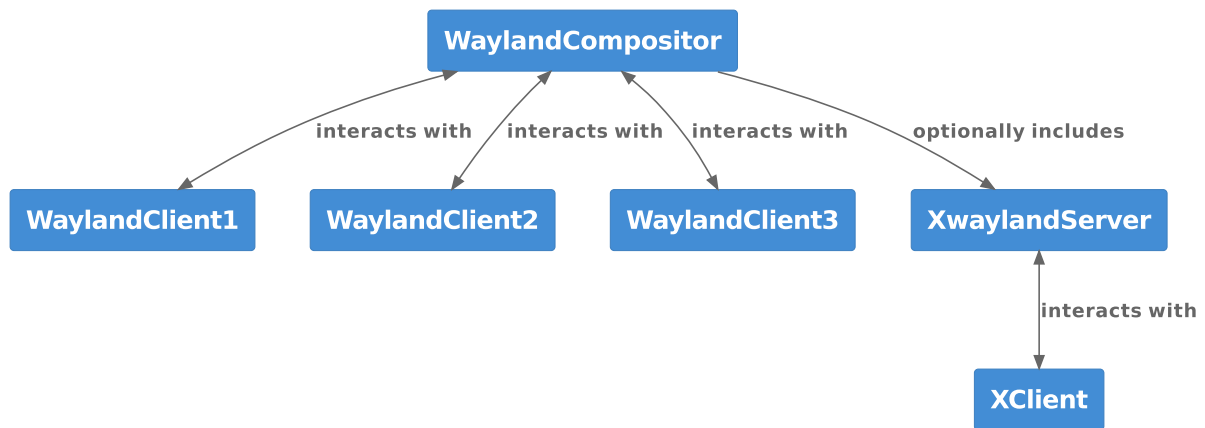 WaylandCompositor
interacts with
interacts with
interacts with
optionally includes
WaylandClient1
WaylandClient2
WaylandClient3
XwaylandServer
interacts with
XClient